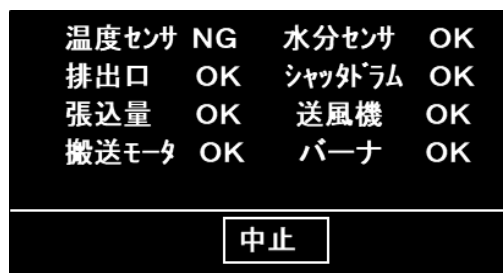 温度センサ NG 水分センサ OK
排出口 OK シャッタドラム OK
張込量 OK 送風機 OK
搬送モータ OK バーナ OK
中止